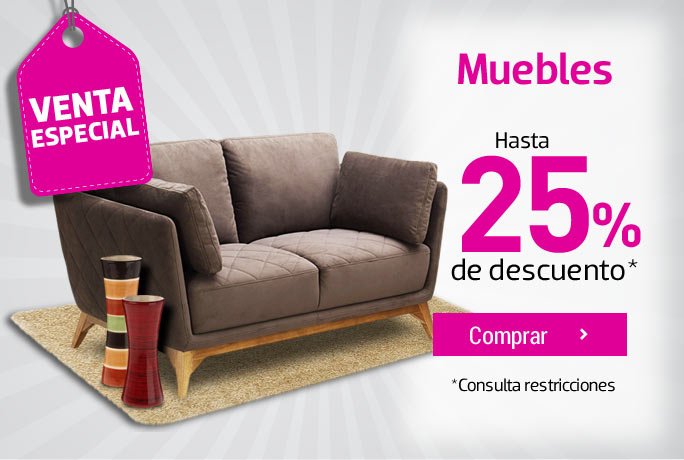 VENTA
ESPECIAL
Muebles
Hasta
25%
de descuento*
Comprar >
*Consulta restricciones